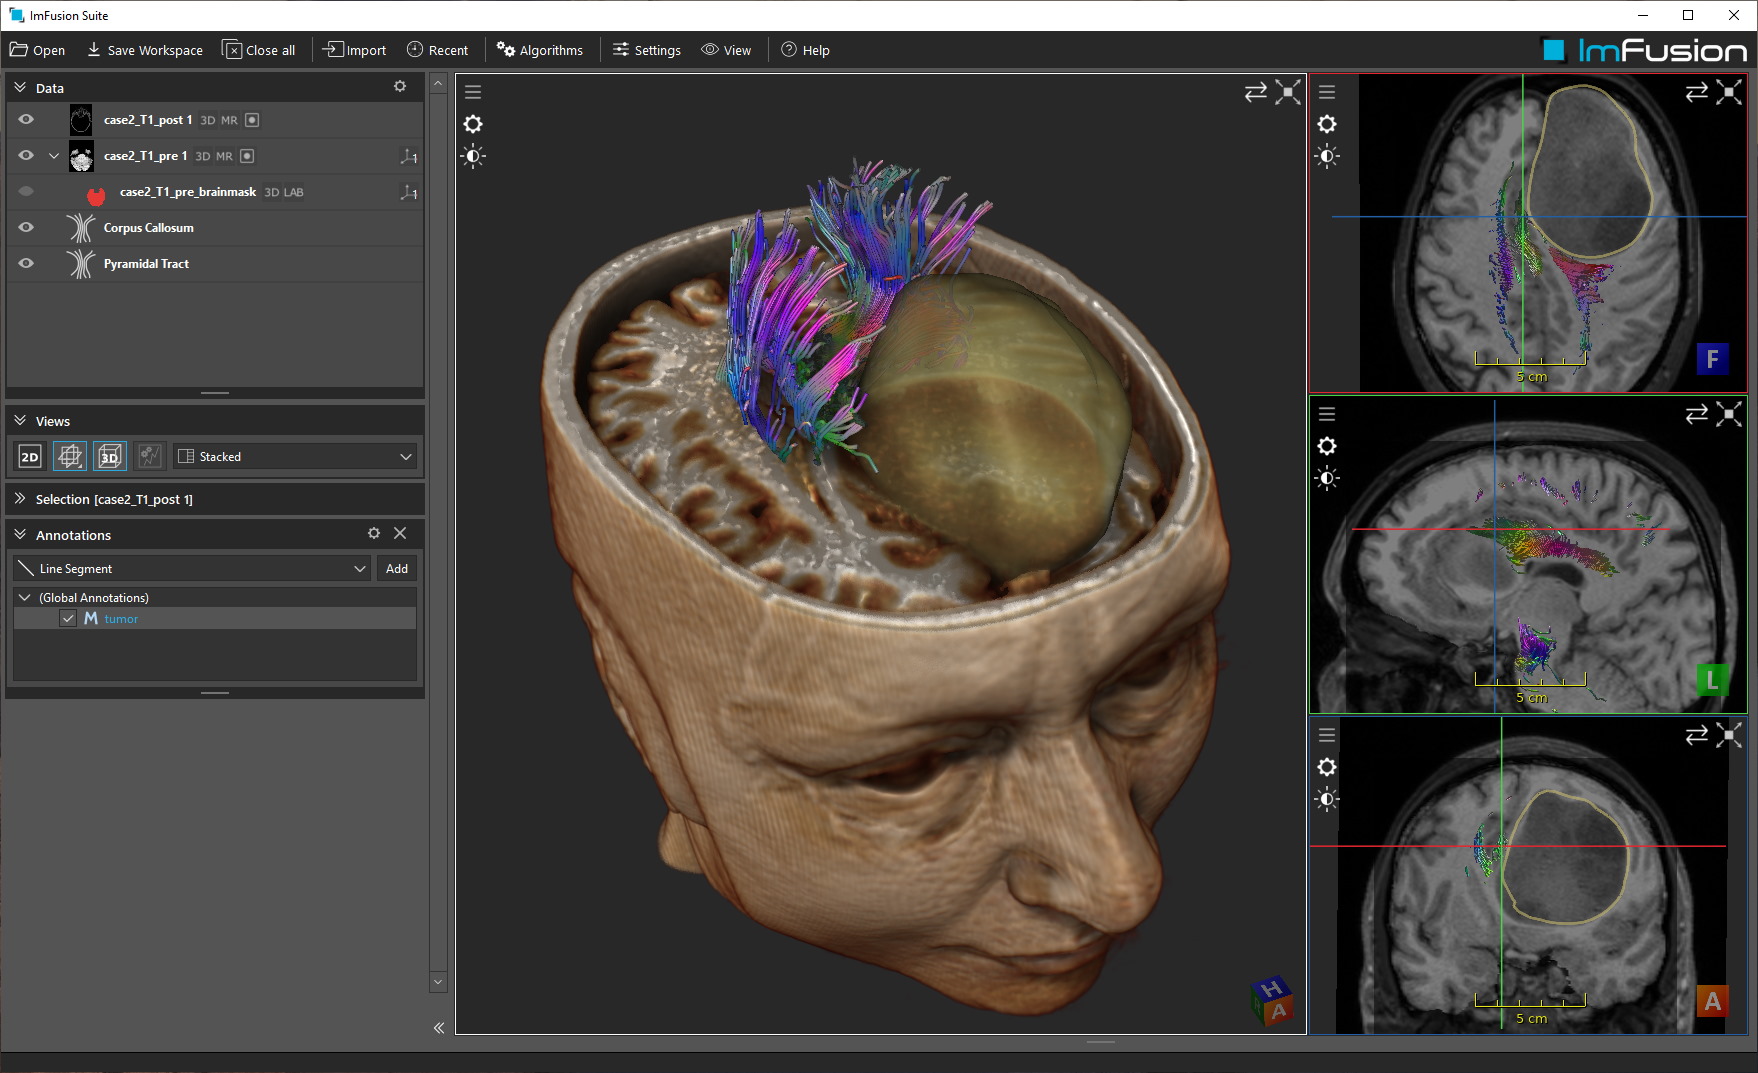 ImFusion Suite
Open Save Workspace Close all Import Recent Algorithms Settings View Help
ImFusion
Data
case2_T1_post 1 3D MR
case2_T1_pre 1 3D MR 1
case2_T1_pre_brainmask 3D LAB 1
Corpus Callosum
Pyramidal Tract
Views
2D 3D Stacked
Selection [case2_T1_post 1]
Annotations
Line Segment Add
(Global Annotations)
M tumor
H
A
5 cm
F
5 cm
L
5 cm
A